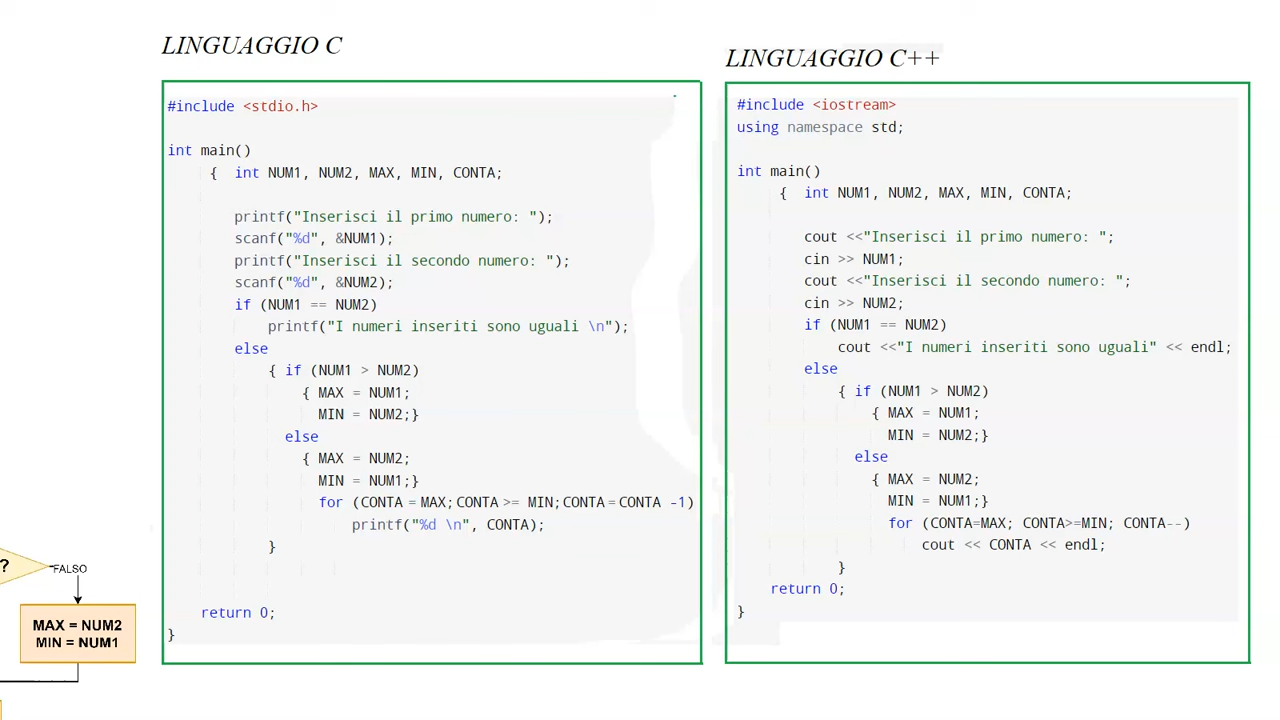 LINGUAGGIO C
#include <stdio.h>
int main()
{ int NUM1, NUM2, MAX, MIN, CONTA;
printf("Inserisci il primo numero: ");
scanf("%d", &NUM1);
printf("Inserisci il secondo numero: ");
scanf("%d", &NUM2);
if (NUM1 == NUM2)
printf("I numeri inseriti sono uguali \n");
else
{ if (NUM1 > NUM2)
{ MAX = NUM1;
MIN = NUM2;}
else
{ MAX = NUM2;
MIN = NUM1;}
for (CONTA = MAX; CONTA >= MIN; CONTA = CONTA -1)
printf("%d \n", CONTA);
}
return 0;
}
LINGUAGGIO C++
#include <iostream>
using namespace std;
int main()
{ int NUM1, NUM2, MAX, MIN, CONTA;
cout <<"Inserisci il primo numero: ";
cin >> NUM1;
cout <<"Inserisci il secondo numero: ";
cin >> NUM2;
if (NUM1 == NUM2)
cout <<"I numeri inseriti sono uguali" << endl;
else
{ if (NUM1 > NUM2)
{ MAX = NUM1;
MIN = NUM2;}
else
{ MAX = NUM2;
MIN = NUM1;}
for (CONTA=MAX; CONTA>=MIN; CONTA--)
cout << CONTA << endl;
}
return 0;
}
?
FALSO
MAX = NUM2
MIN = NUM1